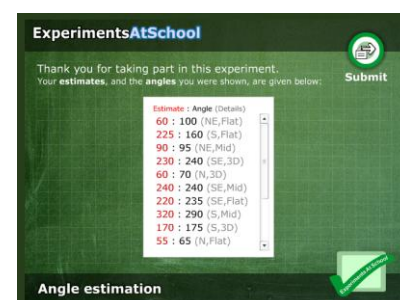 ExperimentsAtSchool
Thank you for taking part in this experiment.
Your estimates, and the angles you were shown, are given below:
Submit
Estimate : Angle (Details)
60 : 100 (NE,Flat)
225 : 160 (S,Flat)
90 : 95 (NE,Mid)
230 : 240 (SE,3D)
60 : 70 (N,3D)
240 : 240 (SE,Mid)
220 : 235 (SE,Flat)
320 : 290 (S,Mid)
170 : 175 (S,3D)
55 : 65 (N,Flat)
Angle estimation
Experiments At School